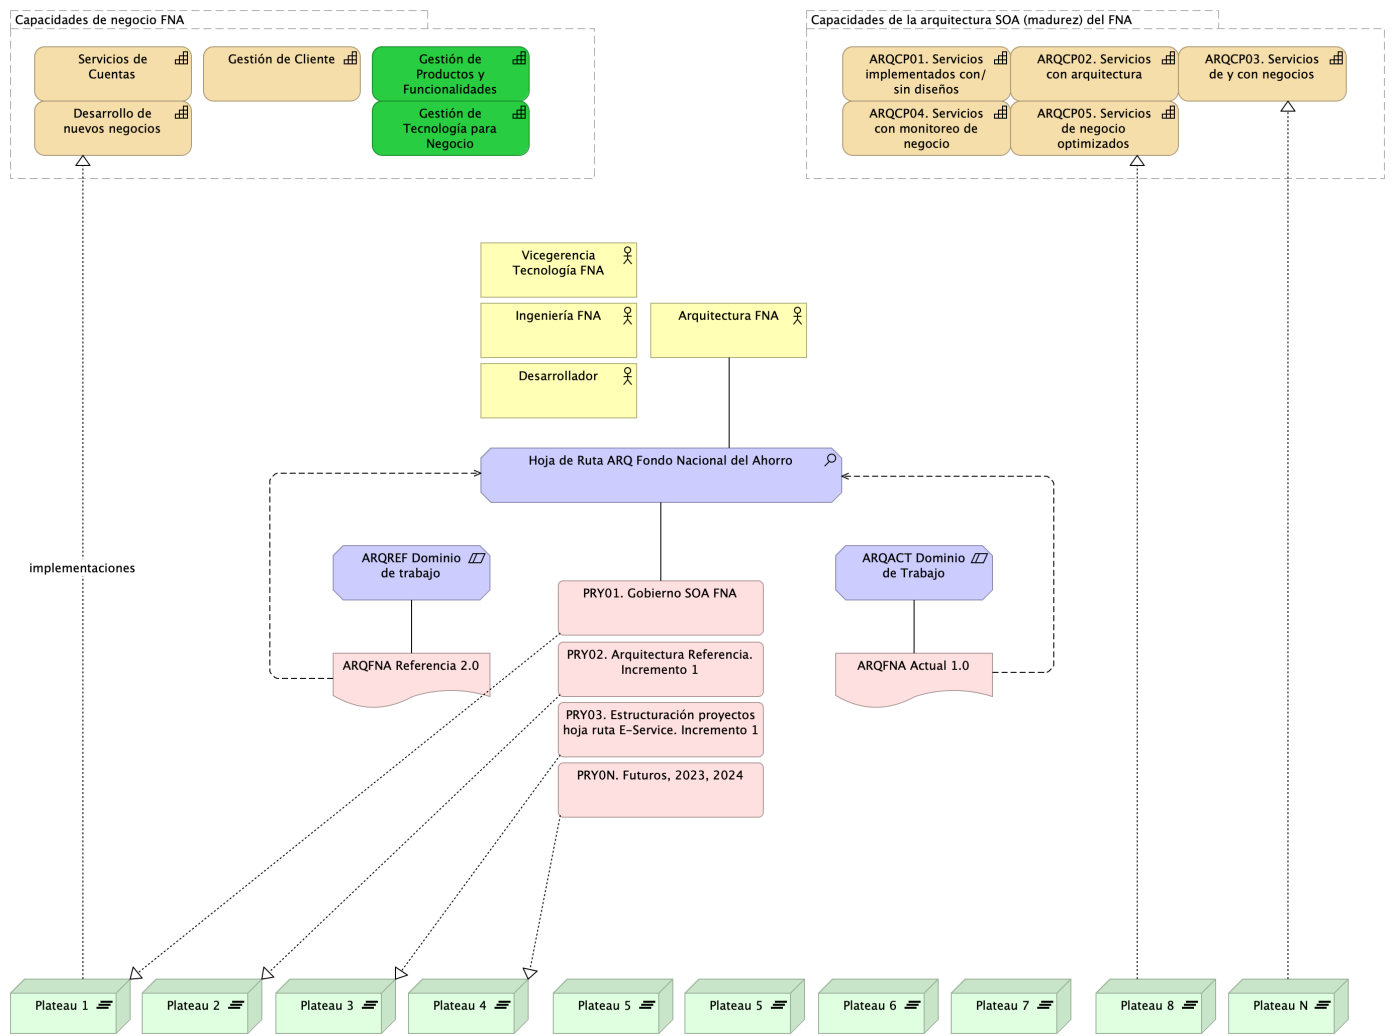 Capacidades de negocio FNA
Servicios de
Cuentas
Gestión de Cliente
Gestión de
Productos y
Funcionalidades
Desarrollo de
nuevos negocios
Gestión de
Tecnología para
Negocio
Capacidades de la arquitectura SOA (madurez) del FNA
ARQCP01. Servicios
implementados con/
sin diseños
ARQCP02. Servicios
con arquitectura
ARQCP03. Servicios
de y con negocios
ARQCP04. Servicios
con monitoreo de
negocio
ARQCP05. Servicios
de negocio
optimizados
Vicegerencia
Tecnología FNA
Ingeniería FNA
Arquitectura FNA
Desarrollador
Hoja de Ruta ARQ Fondo Nacional del Ahorro
implementaciones
ARQREF Dominio
de trabajo
ARQACT Dominio
de Trabajo
PRY01. Gobierno SOA FNA
ARQFNA Referencia 2.0
PRY02. Arquitectura Referencia.
Incremento 1
ARQFNA Actual 1.0
PRY03. Estructuración proyectos
hoja ruta E-Service. Incremento 1
PRY0N. Futuros, 2023, 2024
Plateau 1
Plateau 2
Plateau 3
Plateau 4
Plateau 5
Plateau 5
Plateau 6
Plateau 7
Plateau 8
Plateau N